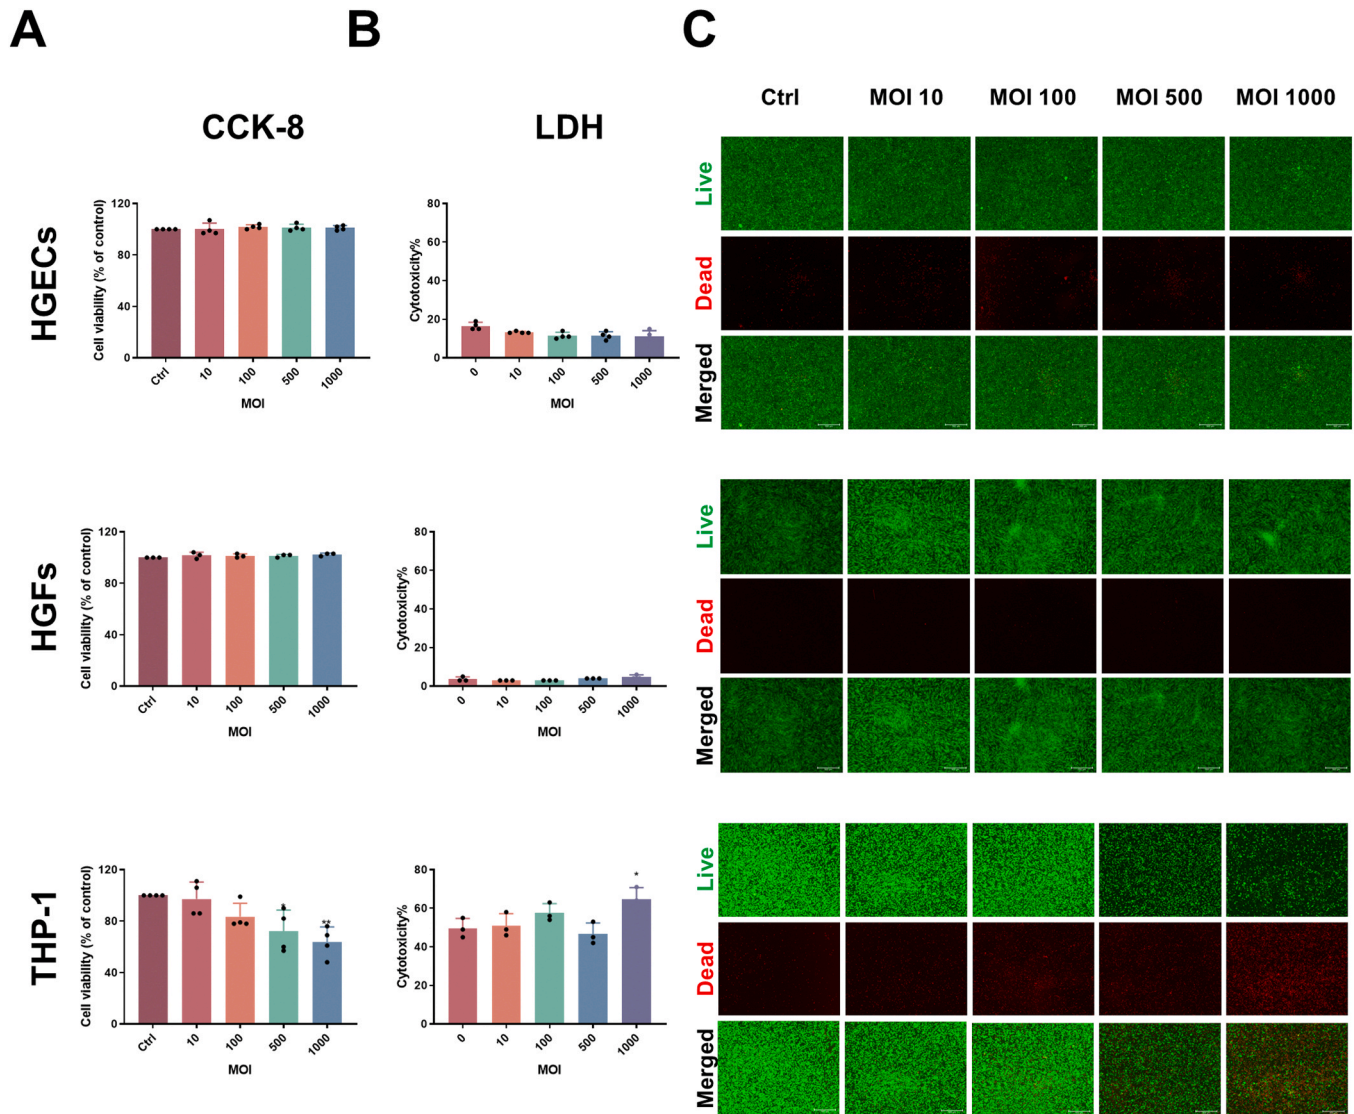 A
B
C
CCK-8
LDH
Ctrl
MOI 10
MOI 100
MOI 500
MOI 1000
HGECs
Cell viability (% of control)
120
80
40
0
Ctrl
10
100
500
1000
MOI
Cytotoxicity%
80
60
40
20
0
0
10
100
500
1000
MOI
Live
Dead
Merged
HGFs
Cell viability (% of control)
120
80
40
0
Ctrl
10
100
500
1000
MOI
Cytotoxicity%
80
60
40
20
0
0
10
100
500
1000
MOI
Live
Dead
Merged
THP-1
Cell viability (% of control)
120
80
40
0
*
**
Ctrl
10
100
500
1000
MOI
Cytotoxicity%
80
60
40
20
0
*
0
10
100
500
1000
MOI
Live
Dead
Merged